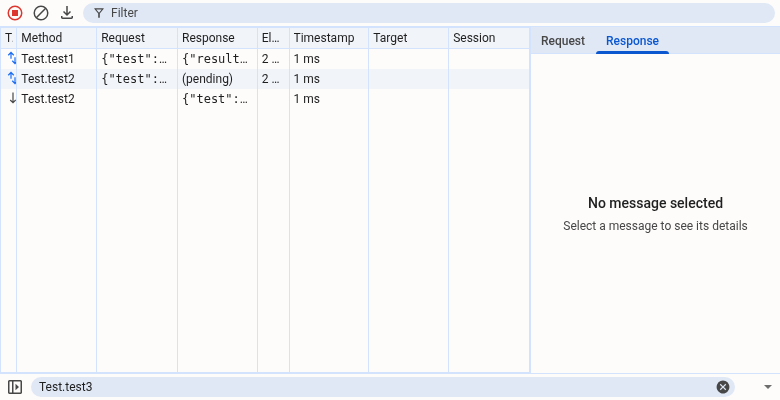 Filter
T. Method Request Response El… Timestamp Target Session
Test.test1 {"test":… {"result… 2 … 1 ms
Test.test2 {"test":… (pending) 2 … 1 ms
Test.test2 {"test":… 1 ms
Request Response
No message selected
Select a message to see its details
Test.test3